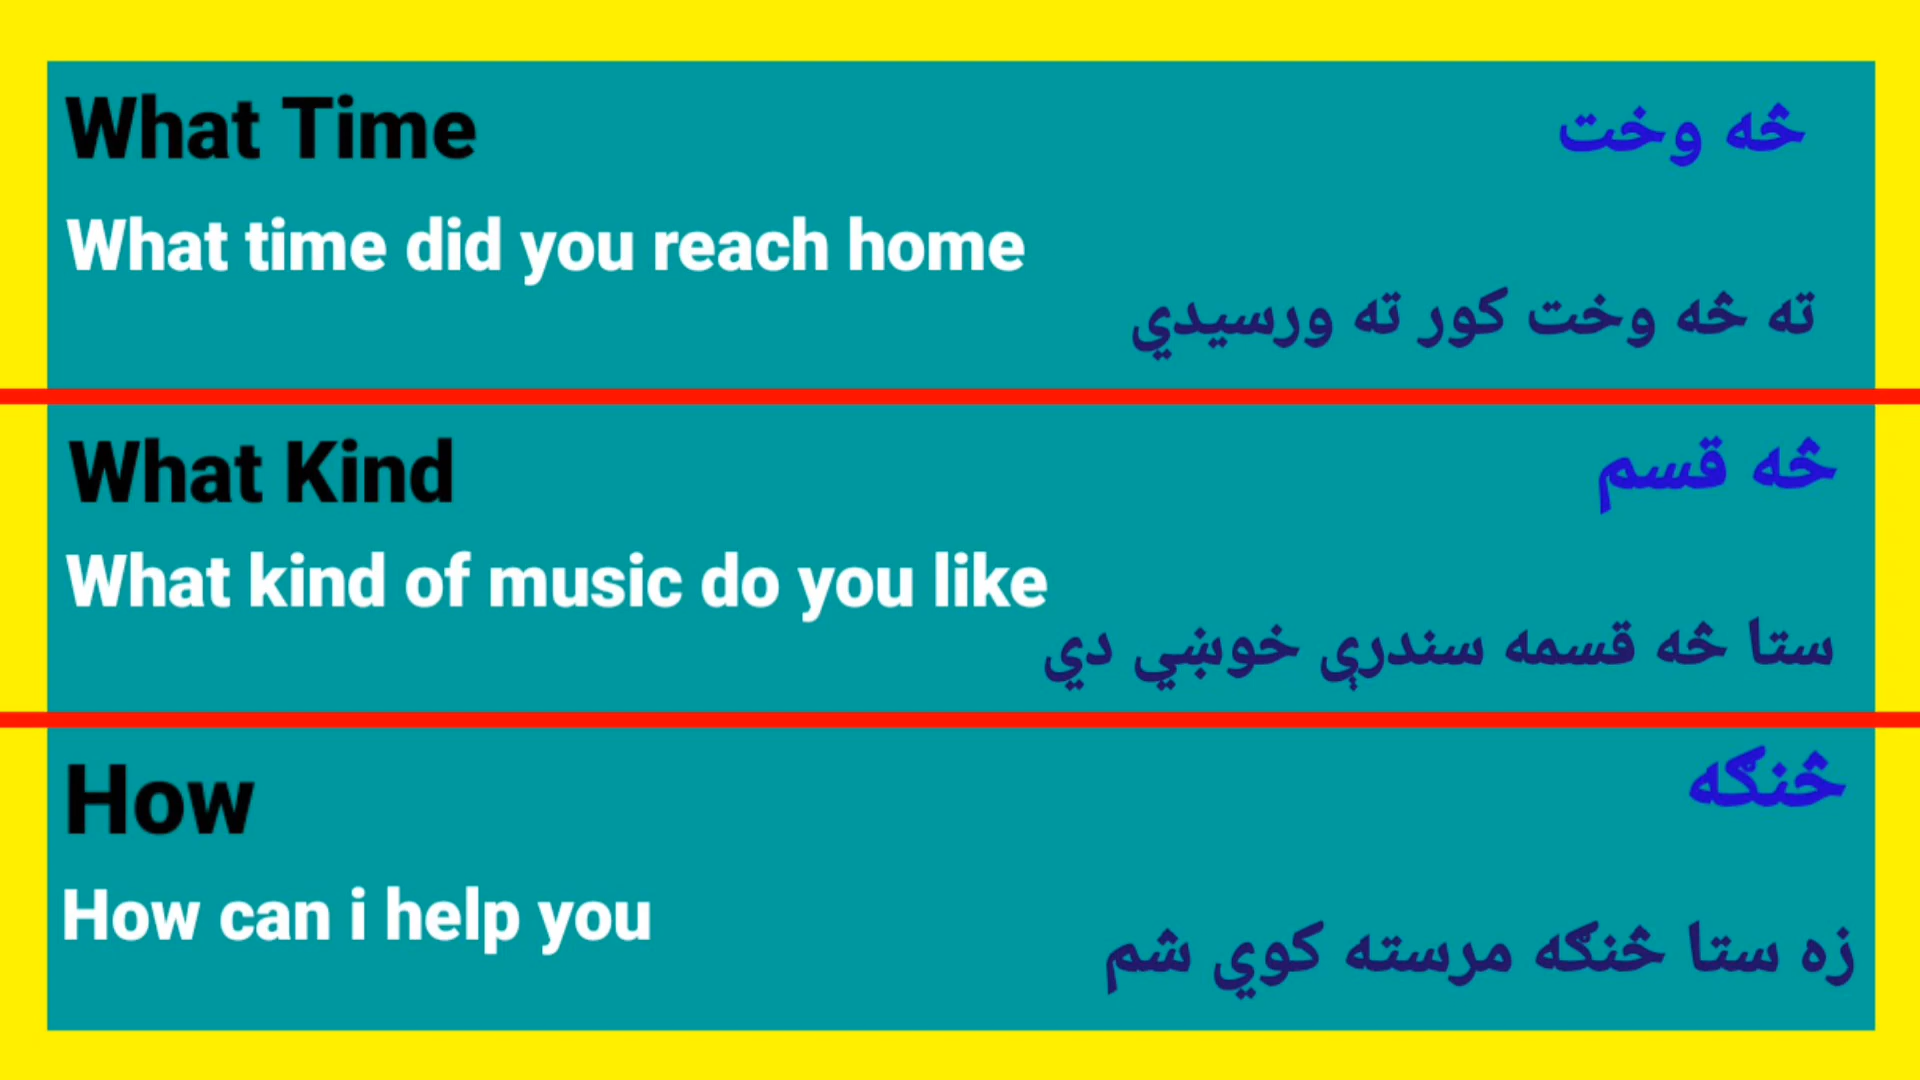 What Time
څه وخت
What time did you reach home
ته څه وخت کور ته ورسیدي
What Kind
څه قسم
What kind of music do you like
ستا څه قسمه سندرې خوښي دي
How
څنګه
How can i help you
زه ستا څنګه مرسته کوي شم